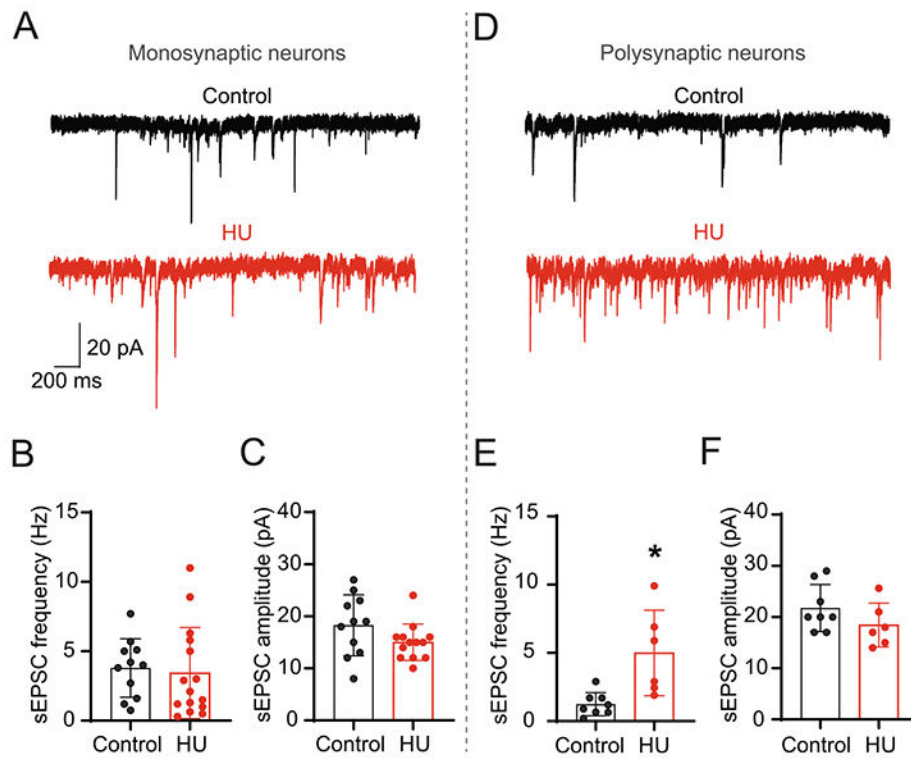 A
Monosynaptic neurons
Control
HU
20 pA
200 ms
D
Polysynaptic neurons
Control
HU
B
sEPSC frequency (Hz)
15
10
5
0
Control HU
C
sEPSC amplitude (pA)
40
30
20
10
0
Control HU
E
sEPSC frequency (Hz)
15
10
5
0
*
Control HU
F
sEPSC amplitude (pA)
40
30
20
10
0
Control HU